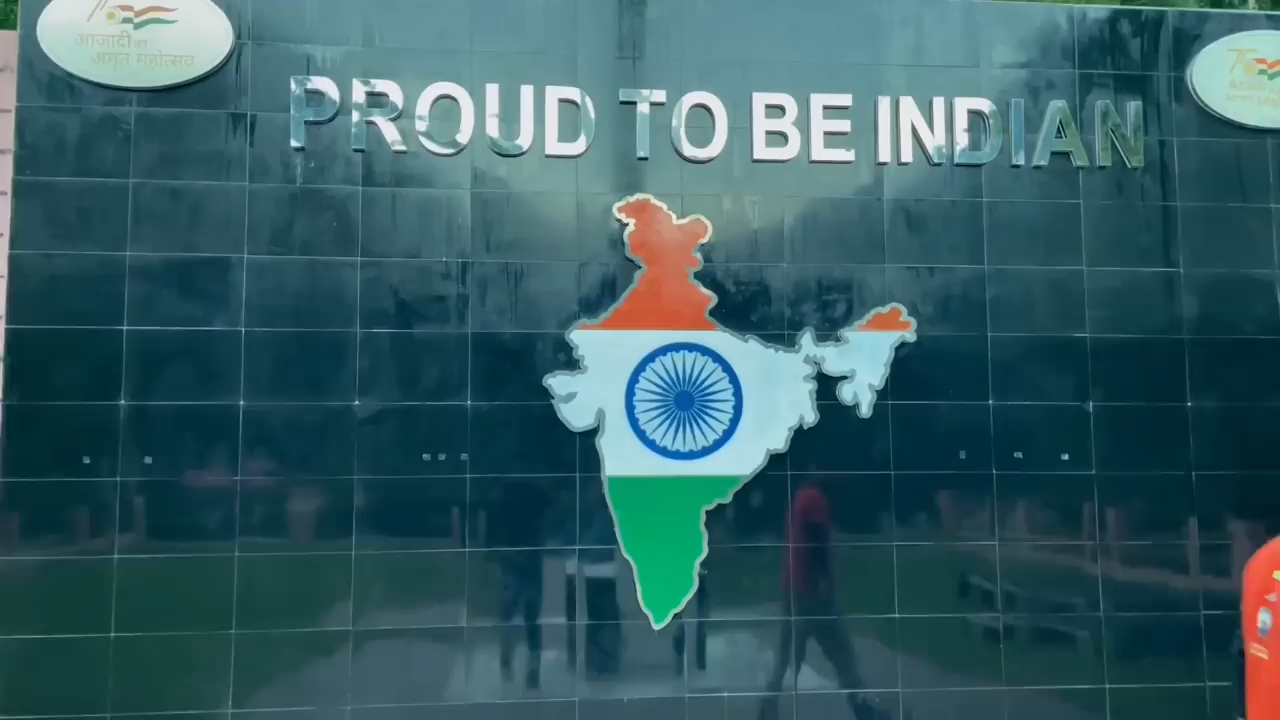 आजादी का
अमृत महोत्सव
PROUD TO BE INDIAN